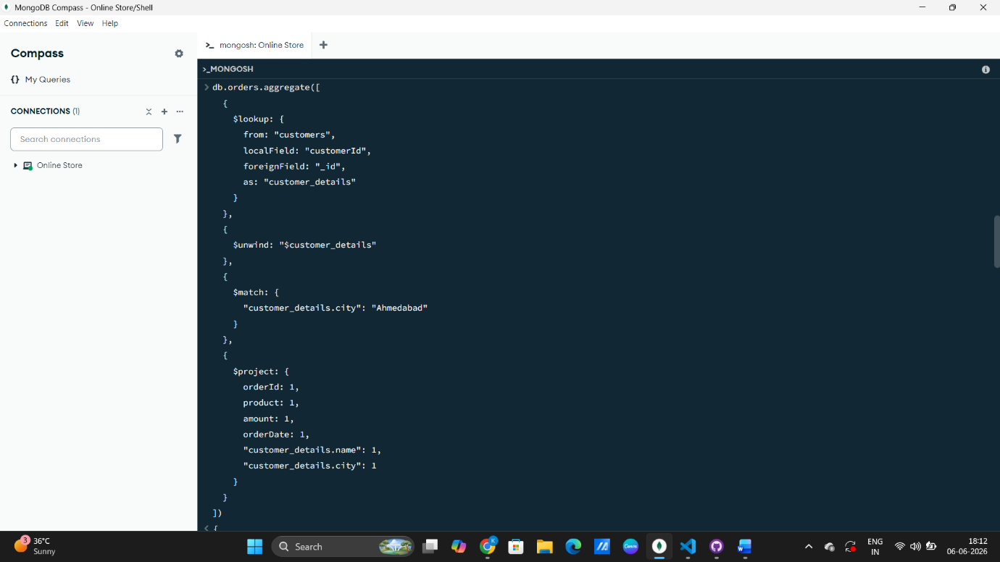 MongoDB Compass - Online Store/Shell
Connections Edit View Help
Compass
My Queries
CONNECTIONS (1)
Search connections
Online Store
>_ mongosh: Online Store +
>_MONGOSH
> db.orders.aggregate([
{
$lookup: {
from: "customers",
localField: "customerId",
foreignField: "_id",
as: "customer_details"
}
},
{
$unwind: "$customer_details"
},
{
$match: {
"customer_details.city": "Ahmedabad"
}
},
{
$project: {
orderId: 1,
product: 1,
amount: 1,
orderDate: 1,
"customer_details.name": 1,
"customer_details.city": 1
}
}
])
< {
3
36°C
Sunny
Search
K
Canva
W
ENG
IN
18:12
06-06-2026